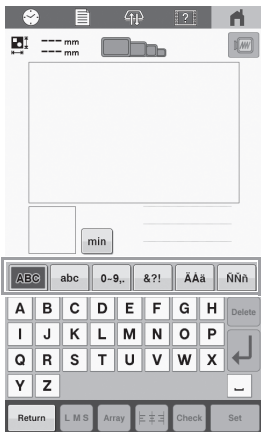 ?
--- mm
--- mm
min
ABC abc 0~9,. &?! ÄÅä ÑÑñ
A B C D E F G H Delete
I J K L M N O P
Q R S T U V W X
Y Z
Return L M S Array Check Set